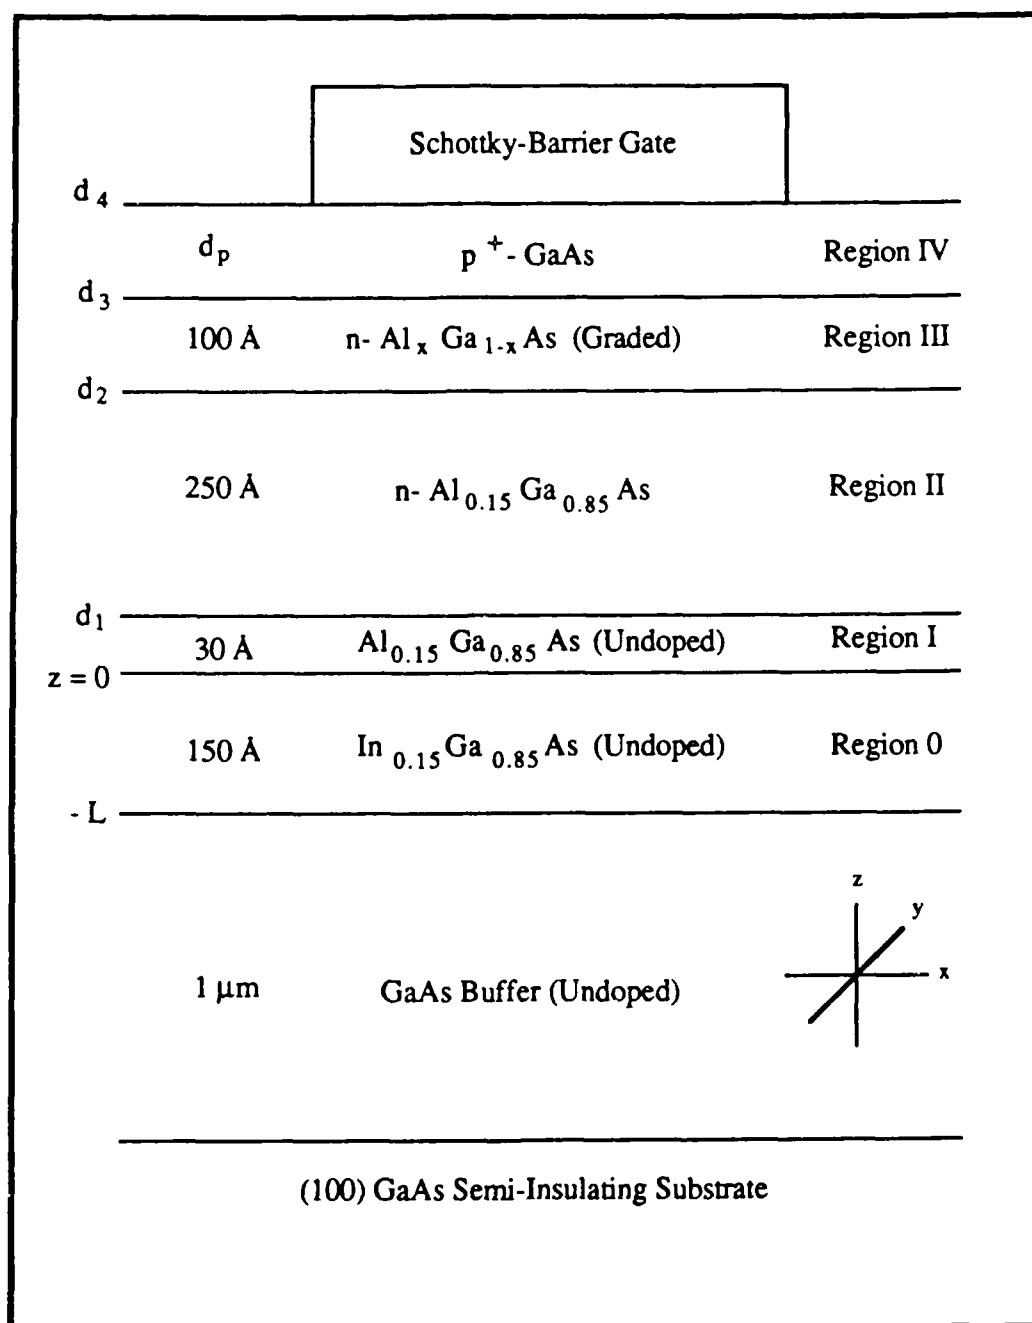 Schottky-Barrier Gate
d4
dp p+- GaAs Region IV
d3
100 Å n- AlxGa1-xAs (Graded) Region III
d2
250 Å n- Al0.15Ga0.85As Region II
d1
30 Å Al0.15Ga0.85As (Undoped) Region I
z = 0
150 Å In0.15Ga0.85As (Undoped) Region 0
- L
z
y
x
1 μm GaAs Buffer (Undoped)
(100) GaAs Semi-Insulating Substrate